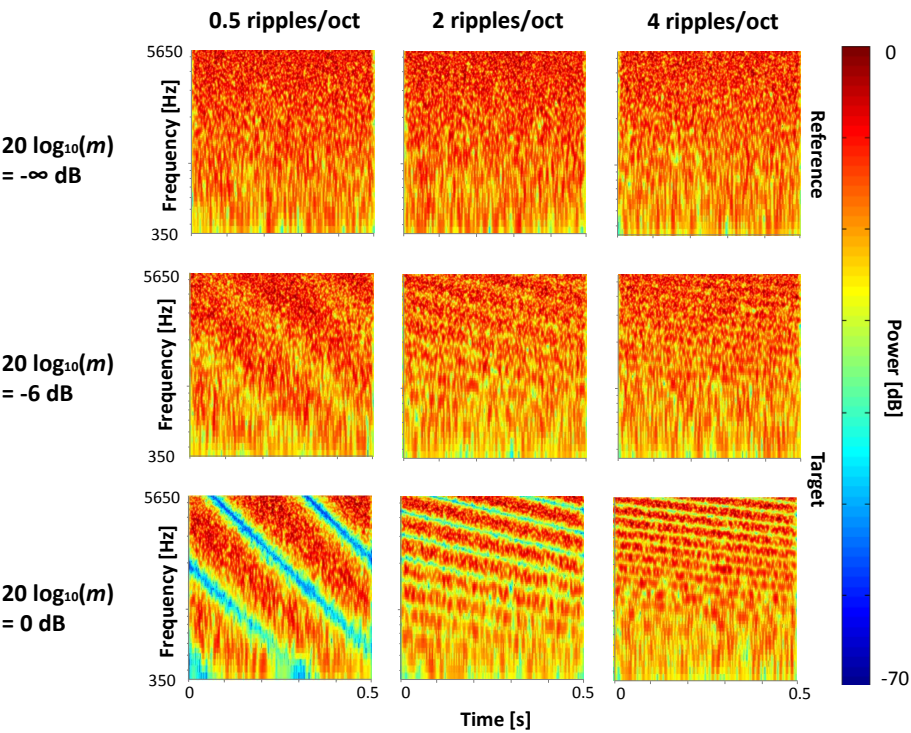 0.5 ripples/oct
2 ripples/oct
4 ripples/oct
5650
Frequency [Hz]
350
20 log₁₀(m)
= -∞ dB
Reference
0
5650
Frequency [Hz]
350
20 log₁₀(m)
= -6 dB
Power [dB]
Target
5650
Frequency [Hz]
350
20 log₁₀(m)
= 0 dB
-70
0
0.5
0
0.5
0
0.5
Time [s]